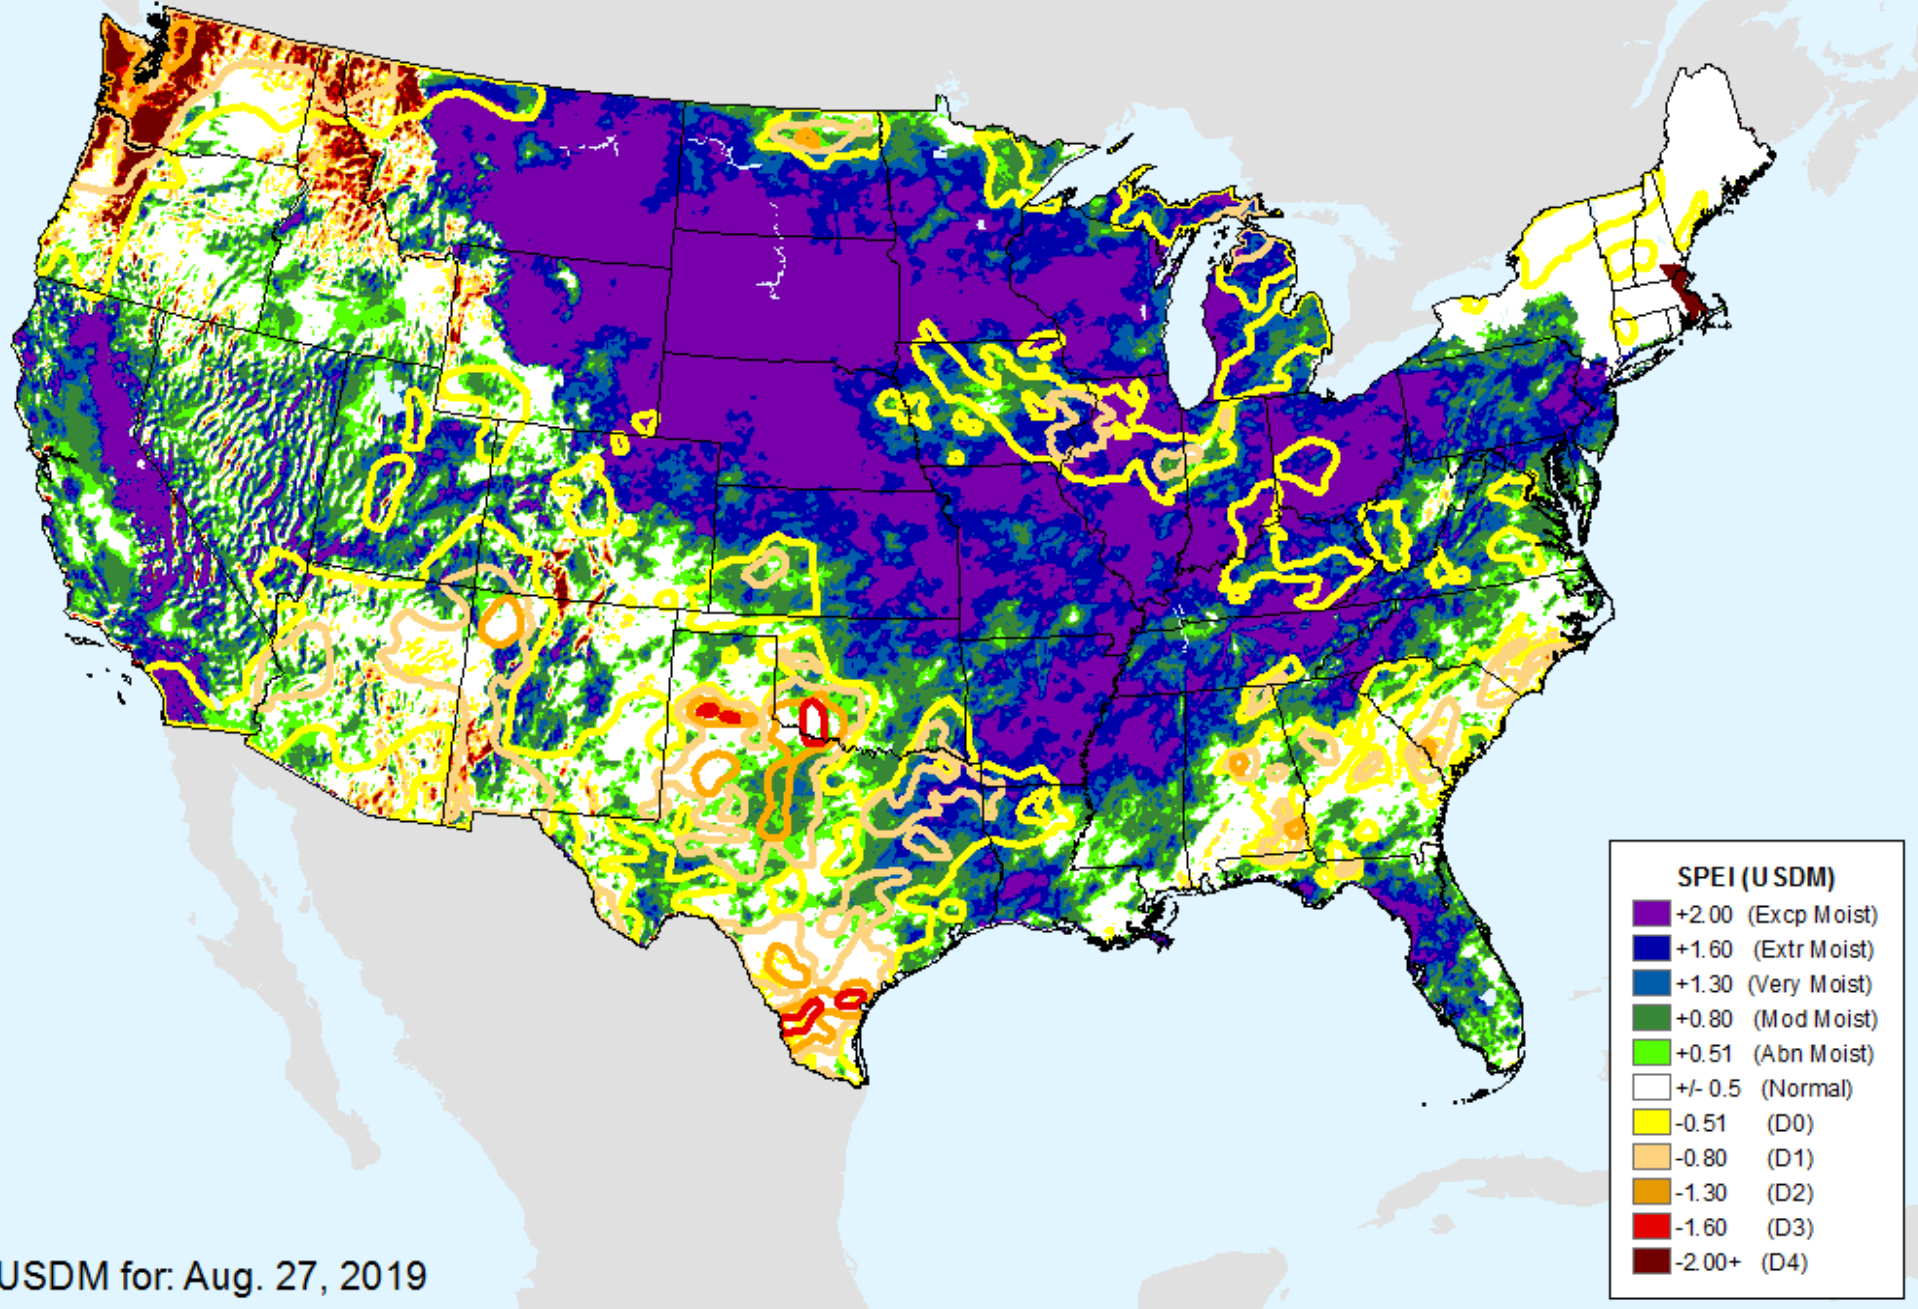 SPEI (USDM)
+2.00 (Excp Moist)
+1.60 (Extr Moist)
+1.30 (Very Moist)
+0.80 (Mod Moist)
+0.51 (Abn Moist)
+/- 0.5 (Normal)
-0.51 (D0)
-0.80 (D1)
-1.30 (D2)
-1.60 (D3)
-2.00+ (D4)
USDM for: Aug. 27, 2019